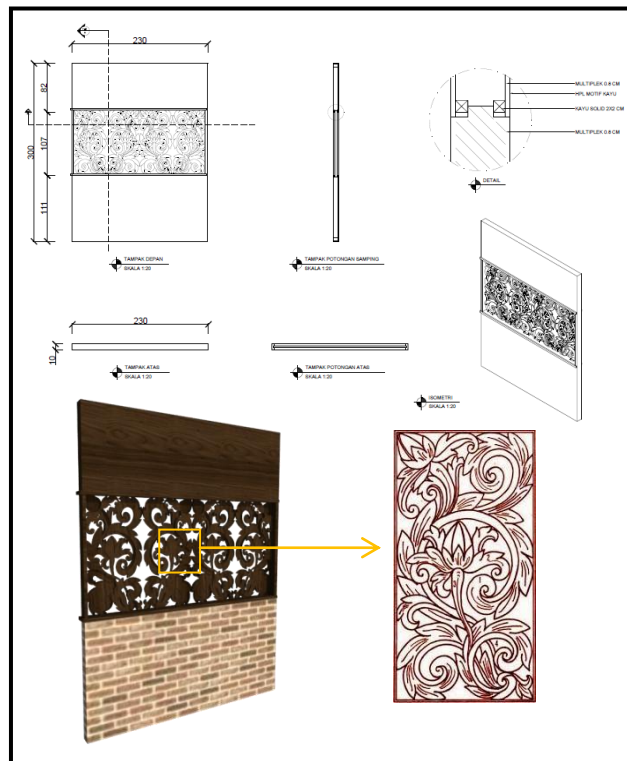 230
82
300
107
111
TAMPAK DEPAN
SKALA 1:20
TAMPAK POTONGAN SAMPING
SKALA 1:20
MULTIPLEK 0.8 CM
HPL MOTIF KAYU
KAYU SOLID 2X2 CM
MULTIPLEK 0.8 CM
DETAIL
230
10
TAMPAK ATAS
SKALA 1:20
TAMPAK POTONGAN ATAS
SKALA 1:20
ISOMETRI
SKALA 1:20